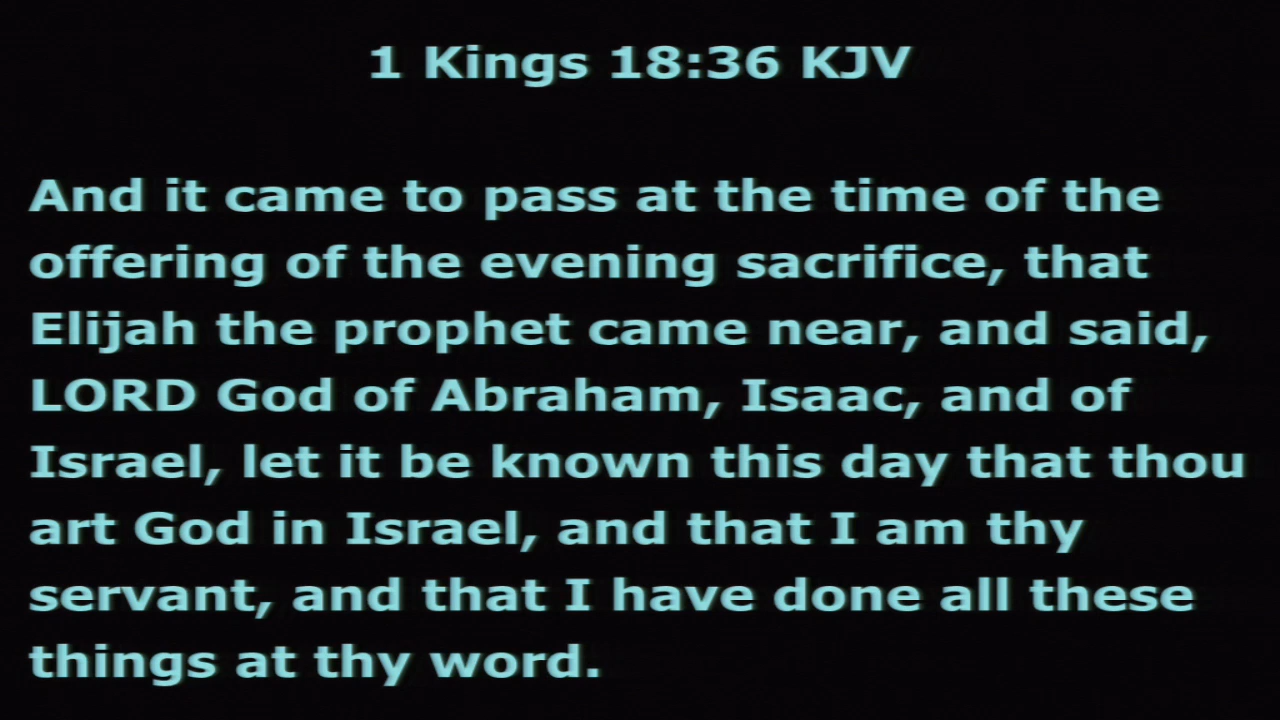 1 Kings 18:36 KJV
And it came to pass at the time of the
offering of the evening sacrifice, that
Elijah the prophet came near, and said,
LORD God of Abraham, Isaac, and of
Israel, let it be known this day that thou
art God in Israel, and that I am thy
servant, and that I have done all these
things at thy word.